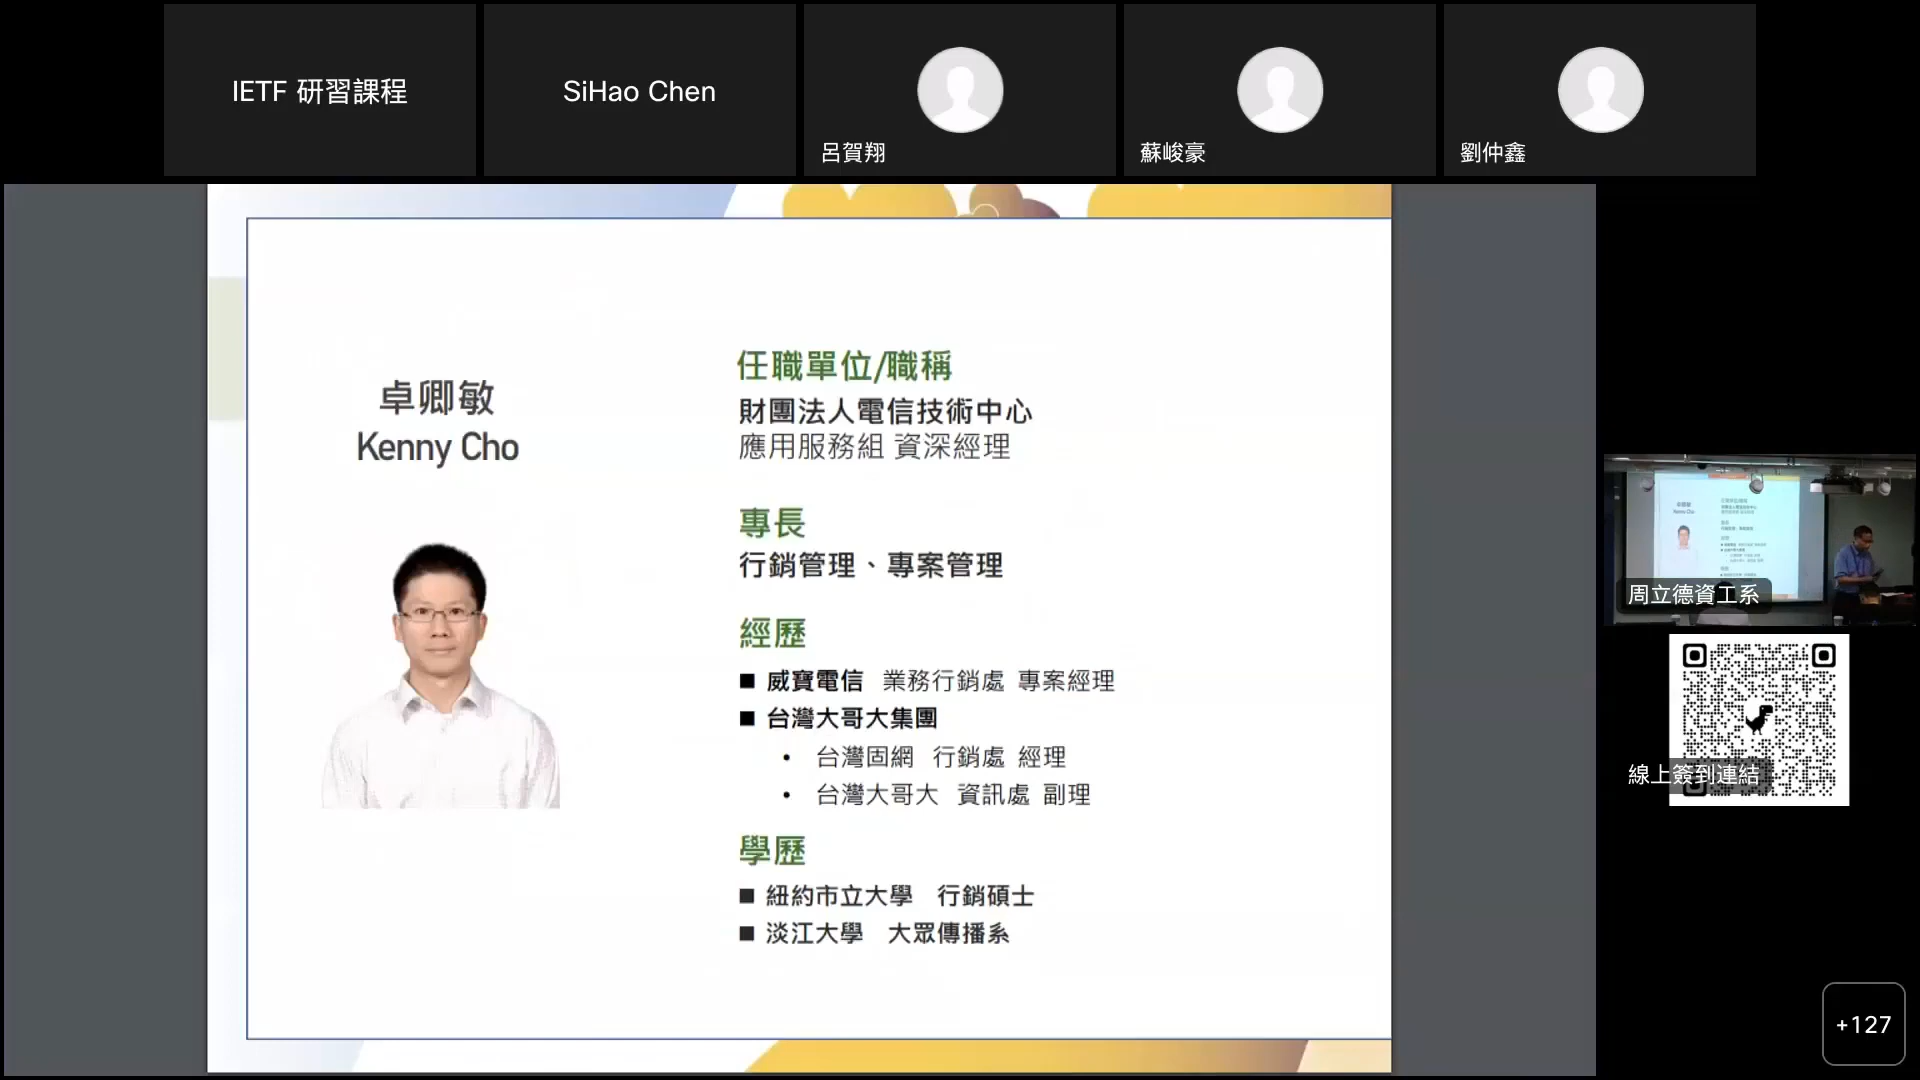 IETF 研習課程
SiHao Chen
呂賀翔
蘇峻豪
劉仲鑫
卓卿敏
Kenny Cho
任職單位/職稱
財團法人電信技術中心
應用服務組 資深經理
專長
行銷管理、專案管理
經歷
■ 威寶電信 業務行銷處 專案經理
■ 台灣大哥大集團
• 台灣固網 行銷處 經理
• 台灣大哥大 資訊處 副理
學歷
■ 紐約市立大學 行銷碩士
■ 淡江大學 大眾傳播系
周立德資工系
線上簽到連結
+127